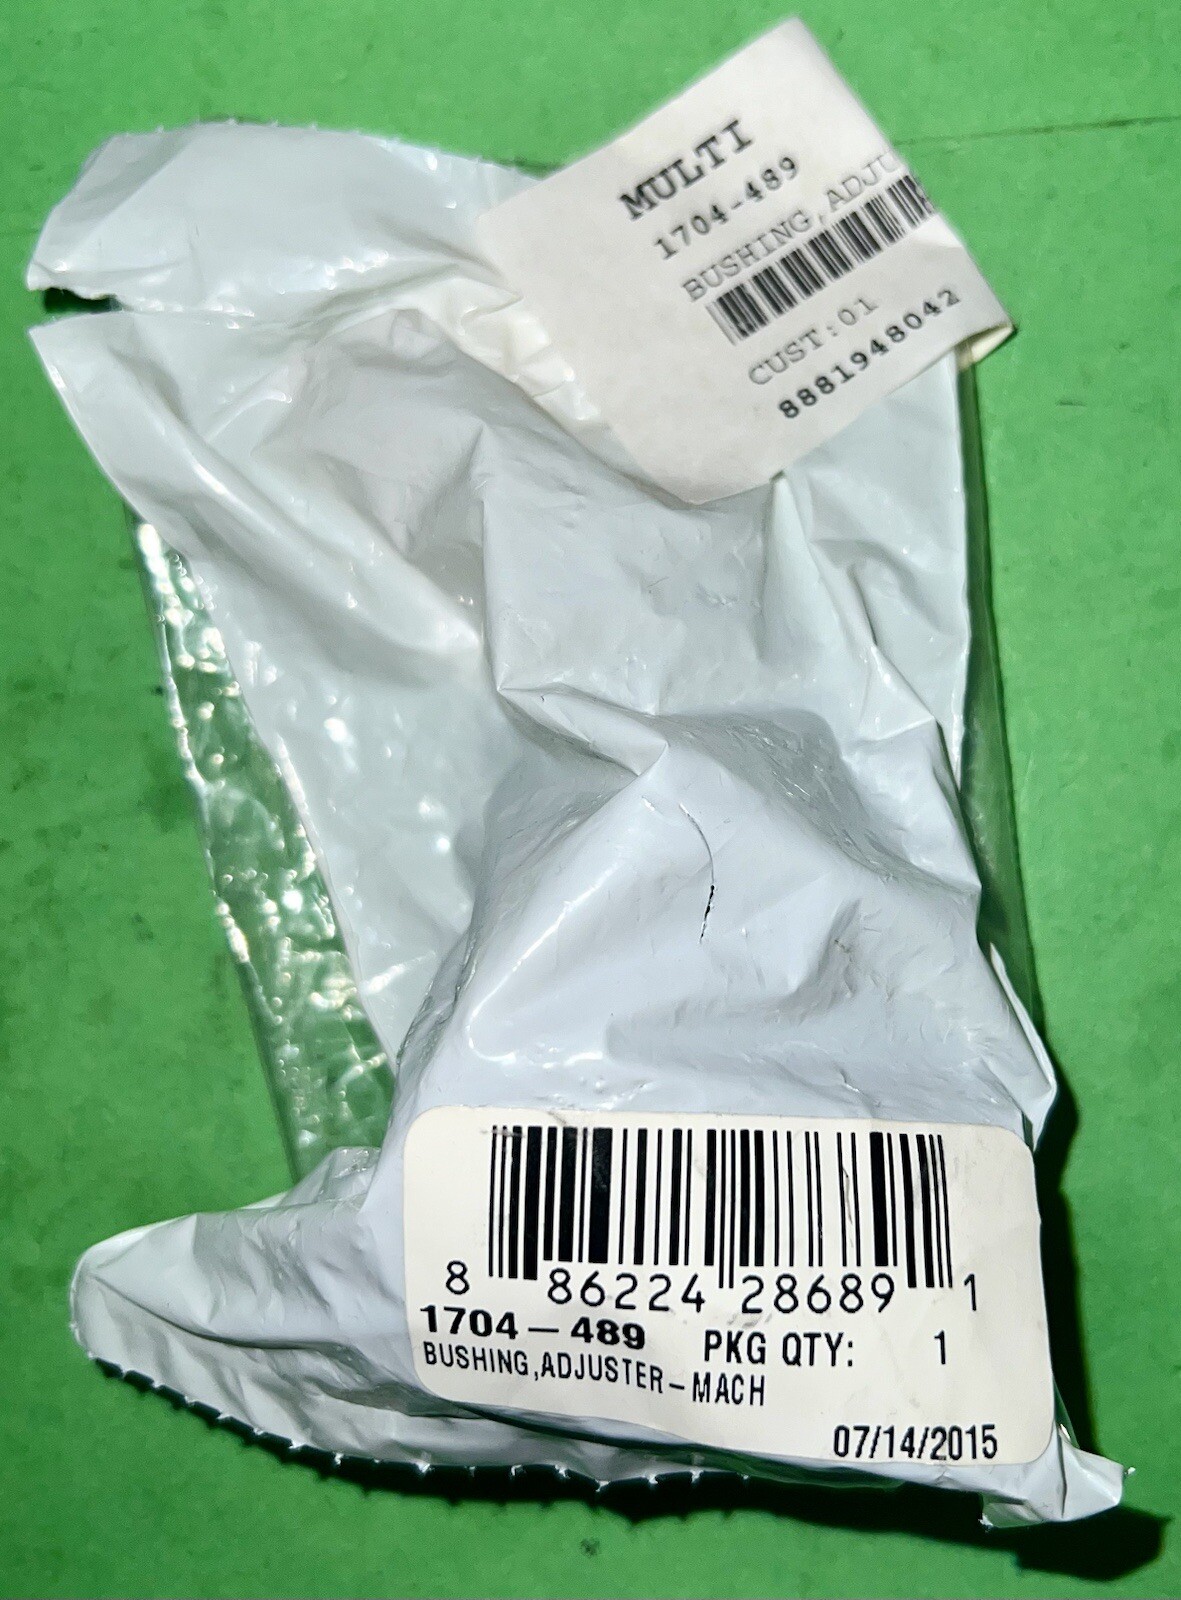 MULTI
1704-489
BUSHING,ADJU
CUST:01
8881948042
8 86224 28689 1
1704-489 PKG QTY: 1
BUSHING,ADJUSTER-MACH
07/14/2015